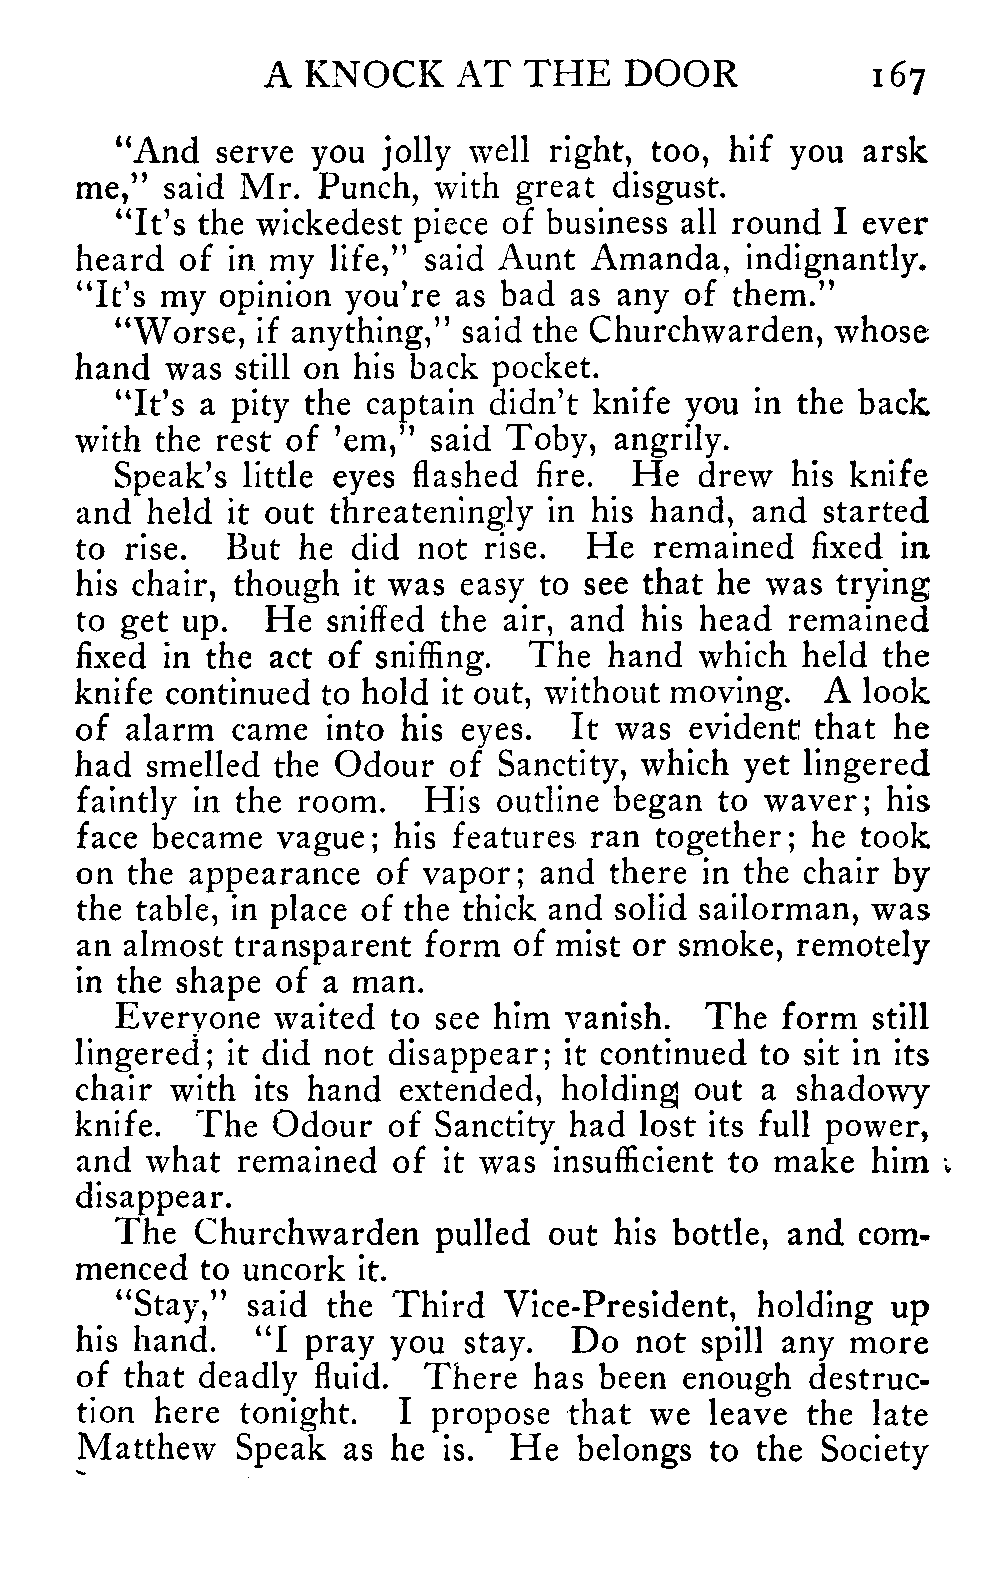 A KNOCK AT THE DOOR 167
“And serve you jolly well right, too, hif you arsk
me,” said Mr. Punch, with great disgust.
“It’s the wickedest piece of business all round I ever
heard of in my life,” said Aunt Amanda, indignantly.
“It’s my opinion you’re as bad as any of them.”
“Worse, if anything,” said the Churchwarden, whose
hand was still on his back pocket.
“It’s a pity the captain didn’t knife you in the back
with the rest of ’em,” said Toby, angrily.
Speak’s little eyes flashed fire. He drew his knife
and held it out threateningly in his hand, and started
to rise. But he did not rise. He remained fixed in
his chair, though it was easy to see that he was trying
to get up. He sniffed the air, and his head remained
fixed in the act of sniffing. The hand which held the
knife continued to hold it out, without moving. A look
of alarm came into his eyes. It was evident that he
had smelled the Odour of Sanctity, which yet lingered
faintly in the room. His outline began to waver; his
face became vague; his features ran together; he took
on the appearance of vapor; and there in the chair by
the table, in place of the thick and solid sailorman, was
an almost transparent form of mist or smoke, remotely
in the shape of a man.
Everyone waited to see him vanish. The form still
lingered; it did not disappear; it continued to sit in its
chair with its hand extended, holding out a shadowy
knife. The Odour of Sanctity had lost its full power,
and what remained of it was insufficient to make him
disappear.
The Churchwarden pulled out his bottle, and com-
menced to uncork it.
“Stay,” said the Third Vice-President, holding up
his hand. “I pray you stay. Do not spill any more
of that deadly fluid. There has been enough destruc-
tion here tonight. I propose that we leave the late
Matthew Speak as he is. He belongs to the Society